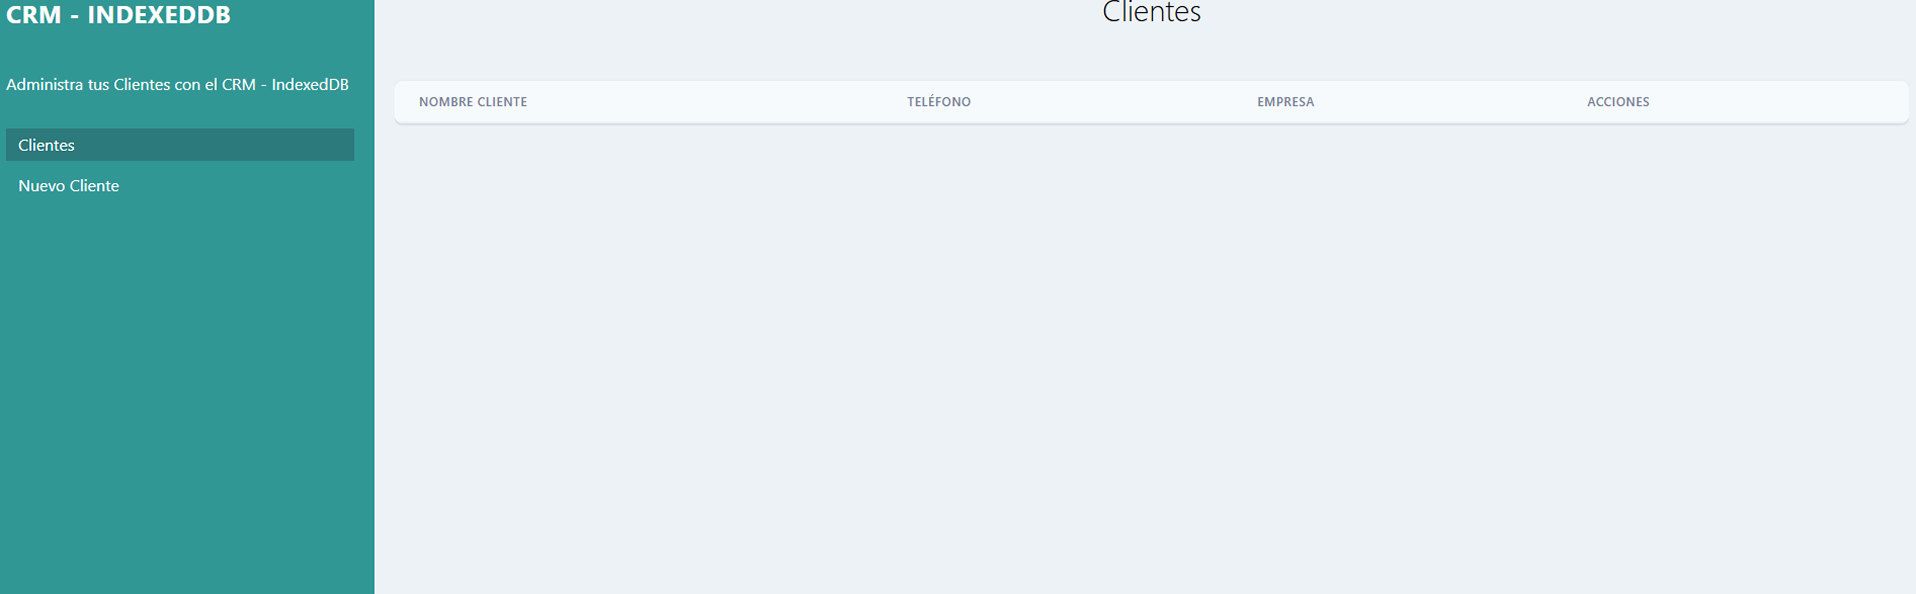 CRM - INDEXEDDB
Administra tus Clientes con el CRM - IndexedDB
Clientes
Nuevo Cliente
Clientes
NOMBRE CLIENTE TELÉFONO EMPRESA ACCIONES